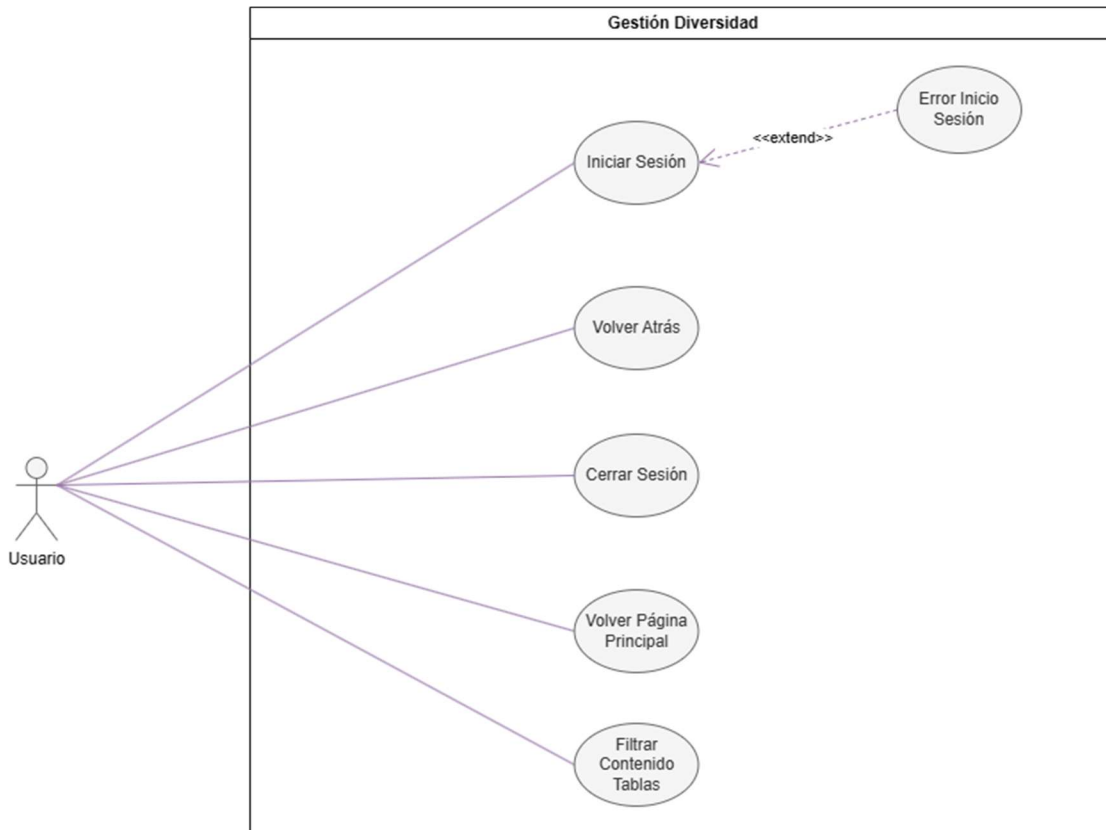 Gestión Diversidad
Error Inicio
Sesión
<<extend>>
Iniciar Sesión
Volver Atrás
Cerrar Sesión
Usuario
Volver Página
Principal
Filtrar
Contenido
Tablas